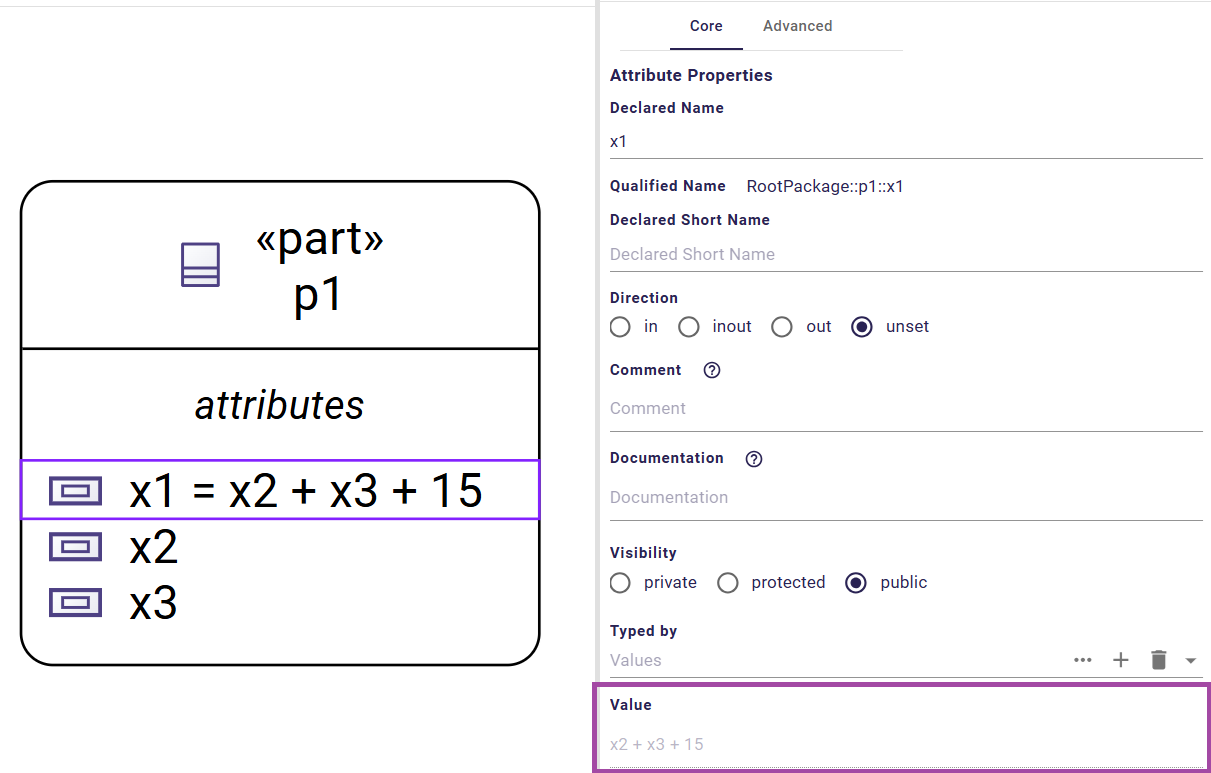 «part»
p1
attributes
x1 = x2 + x3 + 15
x2
x3
Core Advanced
Attribute Properties
Declared Name
x1
Qualified Name RootPackage::p1::x1
Declared Short Name
Declared Short Name
Direction
in inout out unset
Comment ?
Comment
Documentation ?
Documentation
Visibility
private protected public
Typed by
Values
Value
x2 + x3 + 15